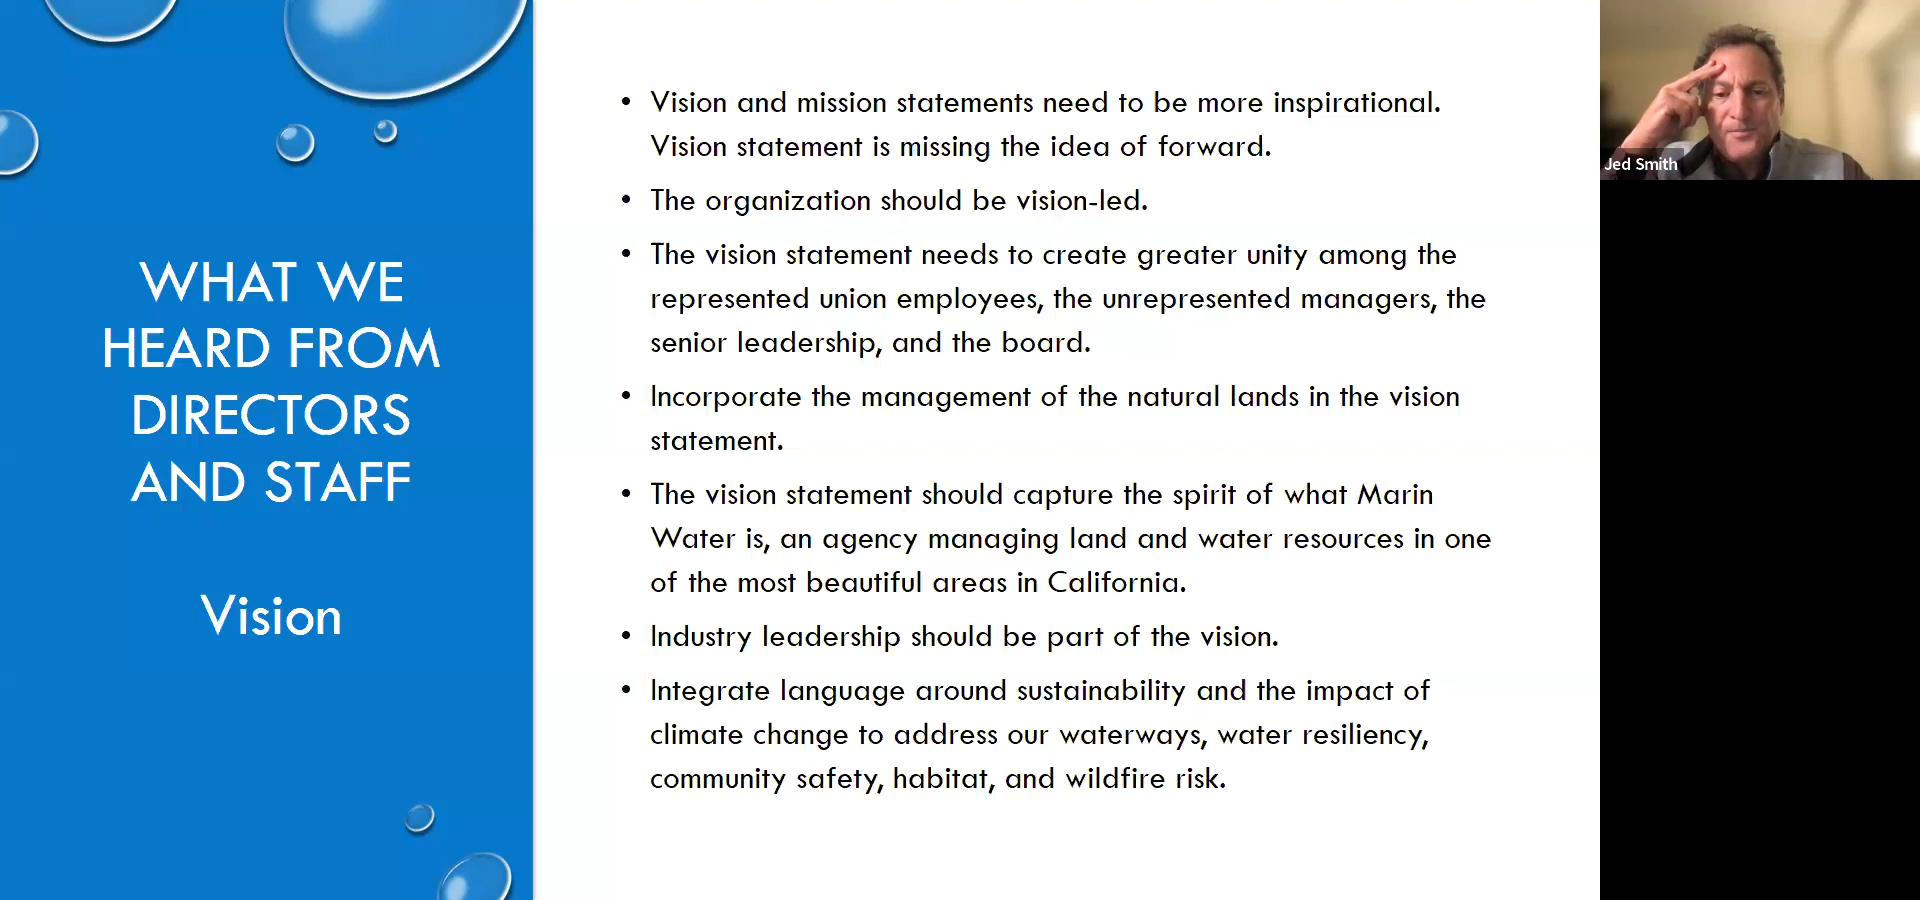 WHAT WE
HEARD FROM
DIRECTORS
AND STAFF
Vision
• Vision and mission statements need to be more inspirational.
Vision statement is missing the idea of forward.
• The organization should be vision-led.
• The vision statement needs to create greater unity among the
represented union employees, the unrepresented managers, the
senior leadership, and the board.
• Incorporate the management of the natural lands in the vision
statement.
• The vision statement should capture the spirit of what Marin
Water is, an agency managing land and water resources in one
of the most beautiful areas in California.
• Industry leadership should be part of the vision.
• Integrate language around sustainability and the impact of
climate change to address our waterways, water resiliency,
community safety, habitat, and wildfire risk.
Jed Smith